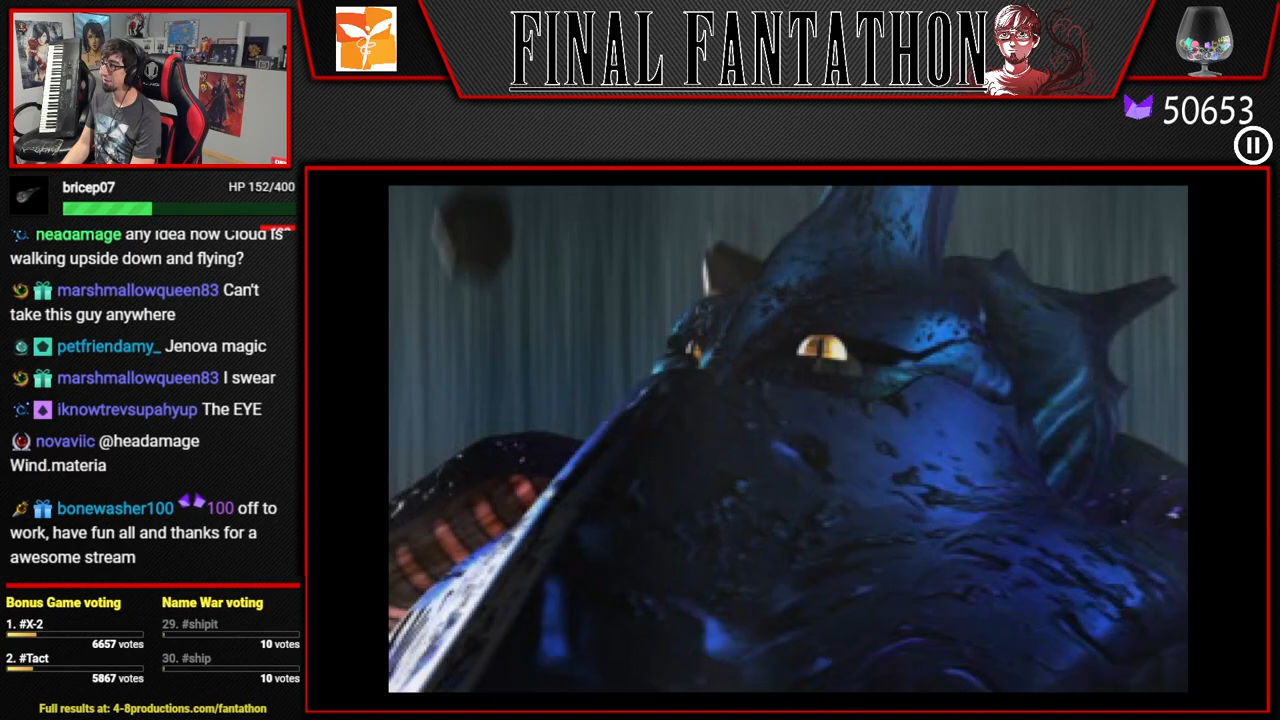 FINAL FANTATHON
50653
bricep07 HP 152/400
headamage any idea how Cloud is
walking upside down and flying?
marshmallowqueen83 Can't
take this guy anywhere
petfriendamy_ Jenova magic
marshmallowqueen83 I swear
iknowtrevsupahyup The EYE
novaviic @headamage
Wind.materia
bonewasher100 100 off to
work, have fun all and thanks for a
awesome stream
Bonus Game voting
1. #X-2
6657 votes
2. #Tact
5867 votes
Name War voting
29. #shipit
10 votes
30. #ship
10 votes
Full results at: 4-8productions.com/fantathon